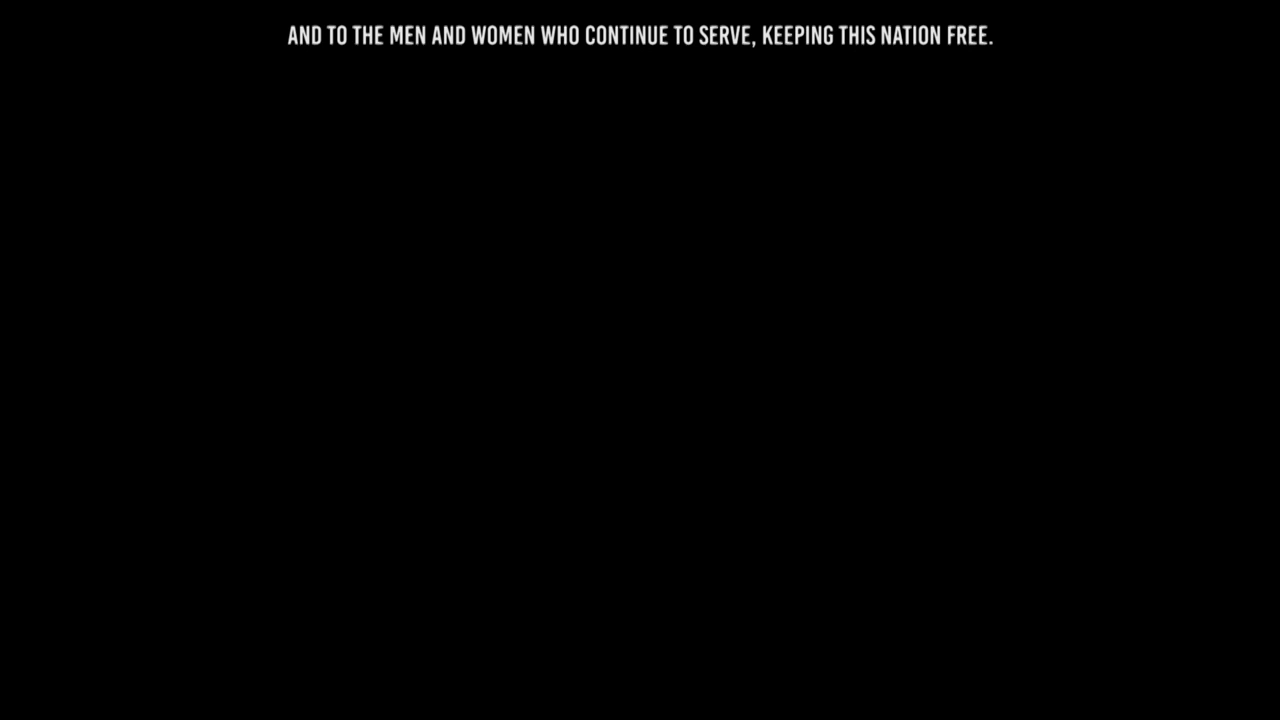 AND TO THE MEN AND WOMEN WHO CONTINUE TO SERVE, KEEPING THIS NATION FREE.